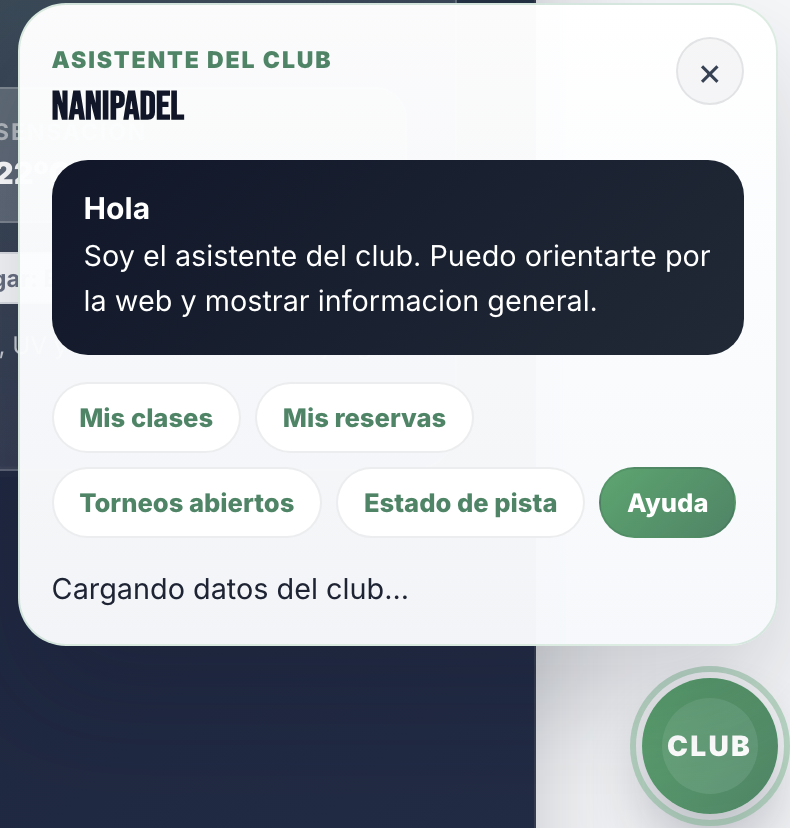 ASISTENTE DEL CLUB
NANIPADEL
×
22º
Hola
Soy el asistente del club. Puedo orientarte por
la web y mostrar informacion general.
Mis clases
Mis reservas
Torneos abiertos
Estado de pista
Ayuda
Cargando datos del club...
CLUB